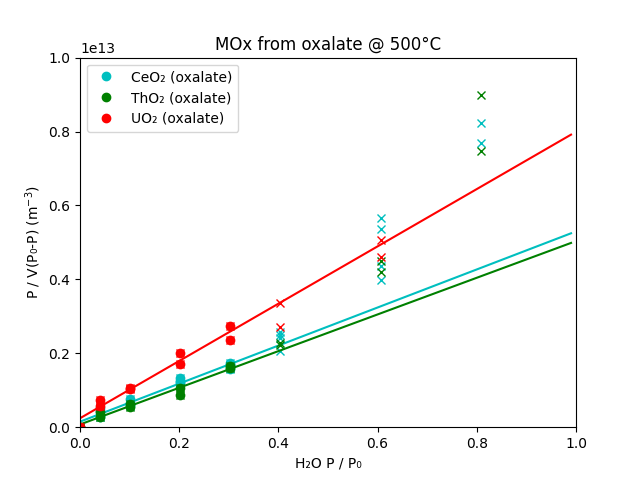 MOx from oxalate @ 500°C
1e13
1.0
0.8
0.6
0.4
0.2
0.0
P / V(P₀-P) (m⁻³)
CeO₂ (oxalate)
ThO₂ (oxalate)
UO₂ (oxalate)
0.0 0.2 0.4 0.6 0.8 1.0
H₂O P / P₀